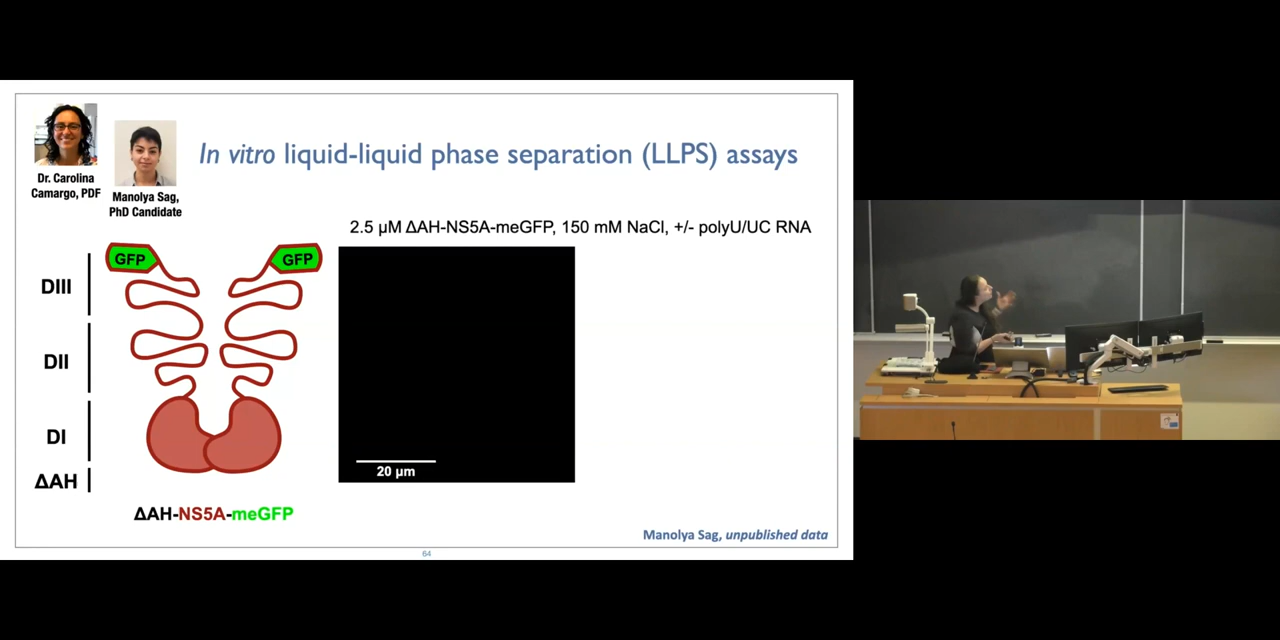 In vitro liquid-liquid phase separation (LLPS) assays
Dr. Carolina
Camargo, PDF
Manolya Sag,
PhD Candidate
2.5 µM ΔAH-NS5A-meGFP, 150 mM NaCl, +/- polyU/UC RNA
GFP
GFP
DIII
DII
DI
ΔAH
20 µm
ΔAH-NS5A-meGFP
Manolya Sag, unpublished data
64